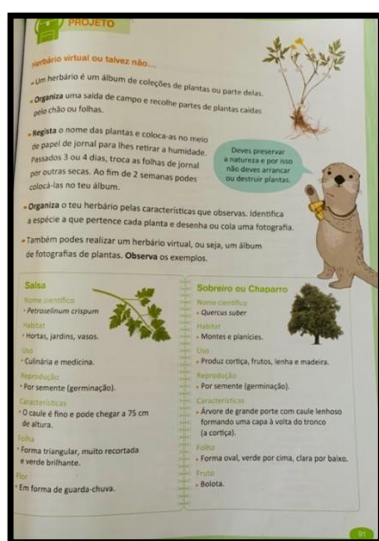 PROJETO
Herbário virtual ou talvez não...
Um herbário é um álbum de coleções de plantas ou parte delas.
Organiza uma saída de campo e recolhe partes de plantas caídas
pelo chão ou folhas.
Regista o nome das plantas e coloca-as no meio
de papel de jornal para lhes retirar a humidade.
Passados 3 ou 4 dias, troca as folhas de jornal
por outras secas. Ao fim de 2 semanas podes
colocá-las no teu álbum.
Deves preservar
a natureza e por isso
não deves arrancar
ou destruir plantas.
Organiza o teu herbário pelas características que observas. Identifica
a espécie a que pertence cada planta e desenha ou cola uma fotografia.
Também podes realizar um herbário virtual, ou seja, um álbum
de fotografias de plantas. Observa os exemplos.
Salsa
Nome científico
Petroselinum crispum
Habitat
Hortas, jardins, vasos.
Uso
Culinária e medicina.
Reprodução
Por semente (germinação).
Características
O caule é fino e pode chegar a 75 cm
de altura.
Folha
Forma triangular, muito recortada
e verde brilhante.
Flor
Em forma de guarda-chuva.
Sobreiro ou Chaparro
Nome científico
Quercus suber
Habitat
Montes e planícies.
Uso
Produz cortiça, frutos, lenha e madeira.
Reprodução
Por semente (germinação).
Características
Árvore de grande porte com caule lenhoso
formando uma capa à volta do tronco
(a cortiça).
Folha
Forma oval, verde por cima, clara por baixo.
Fruto
Bolota.
91